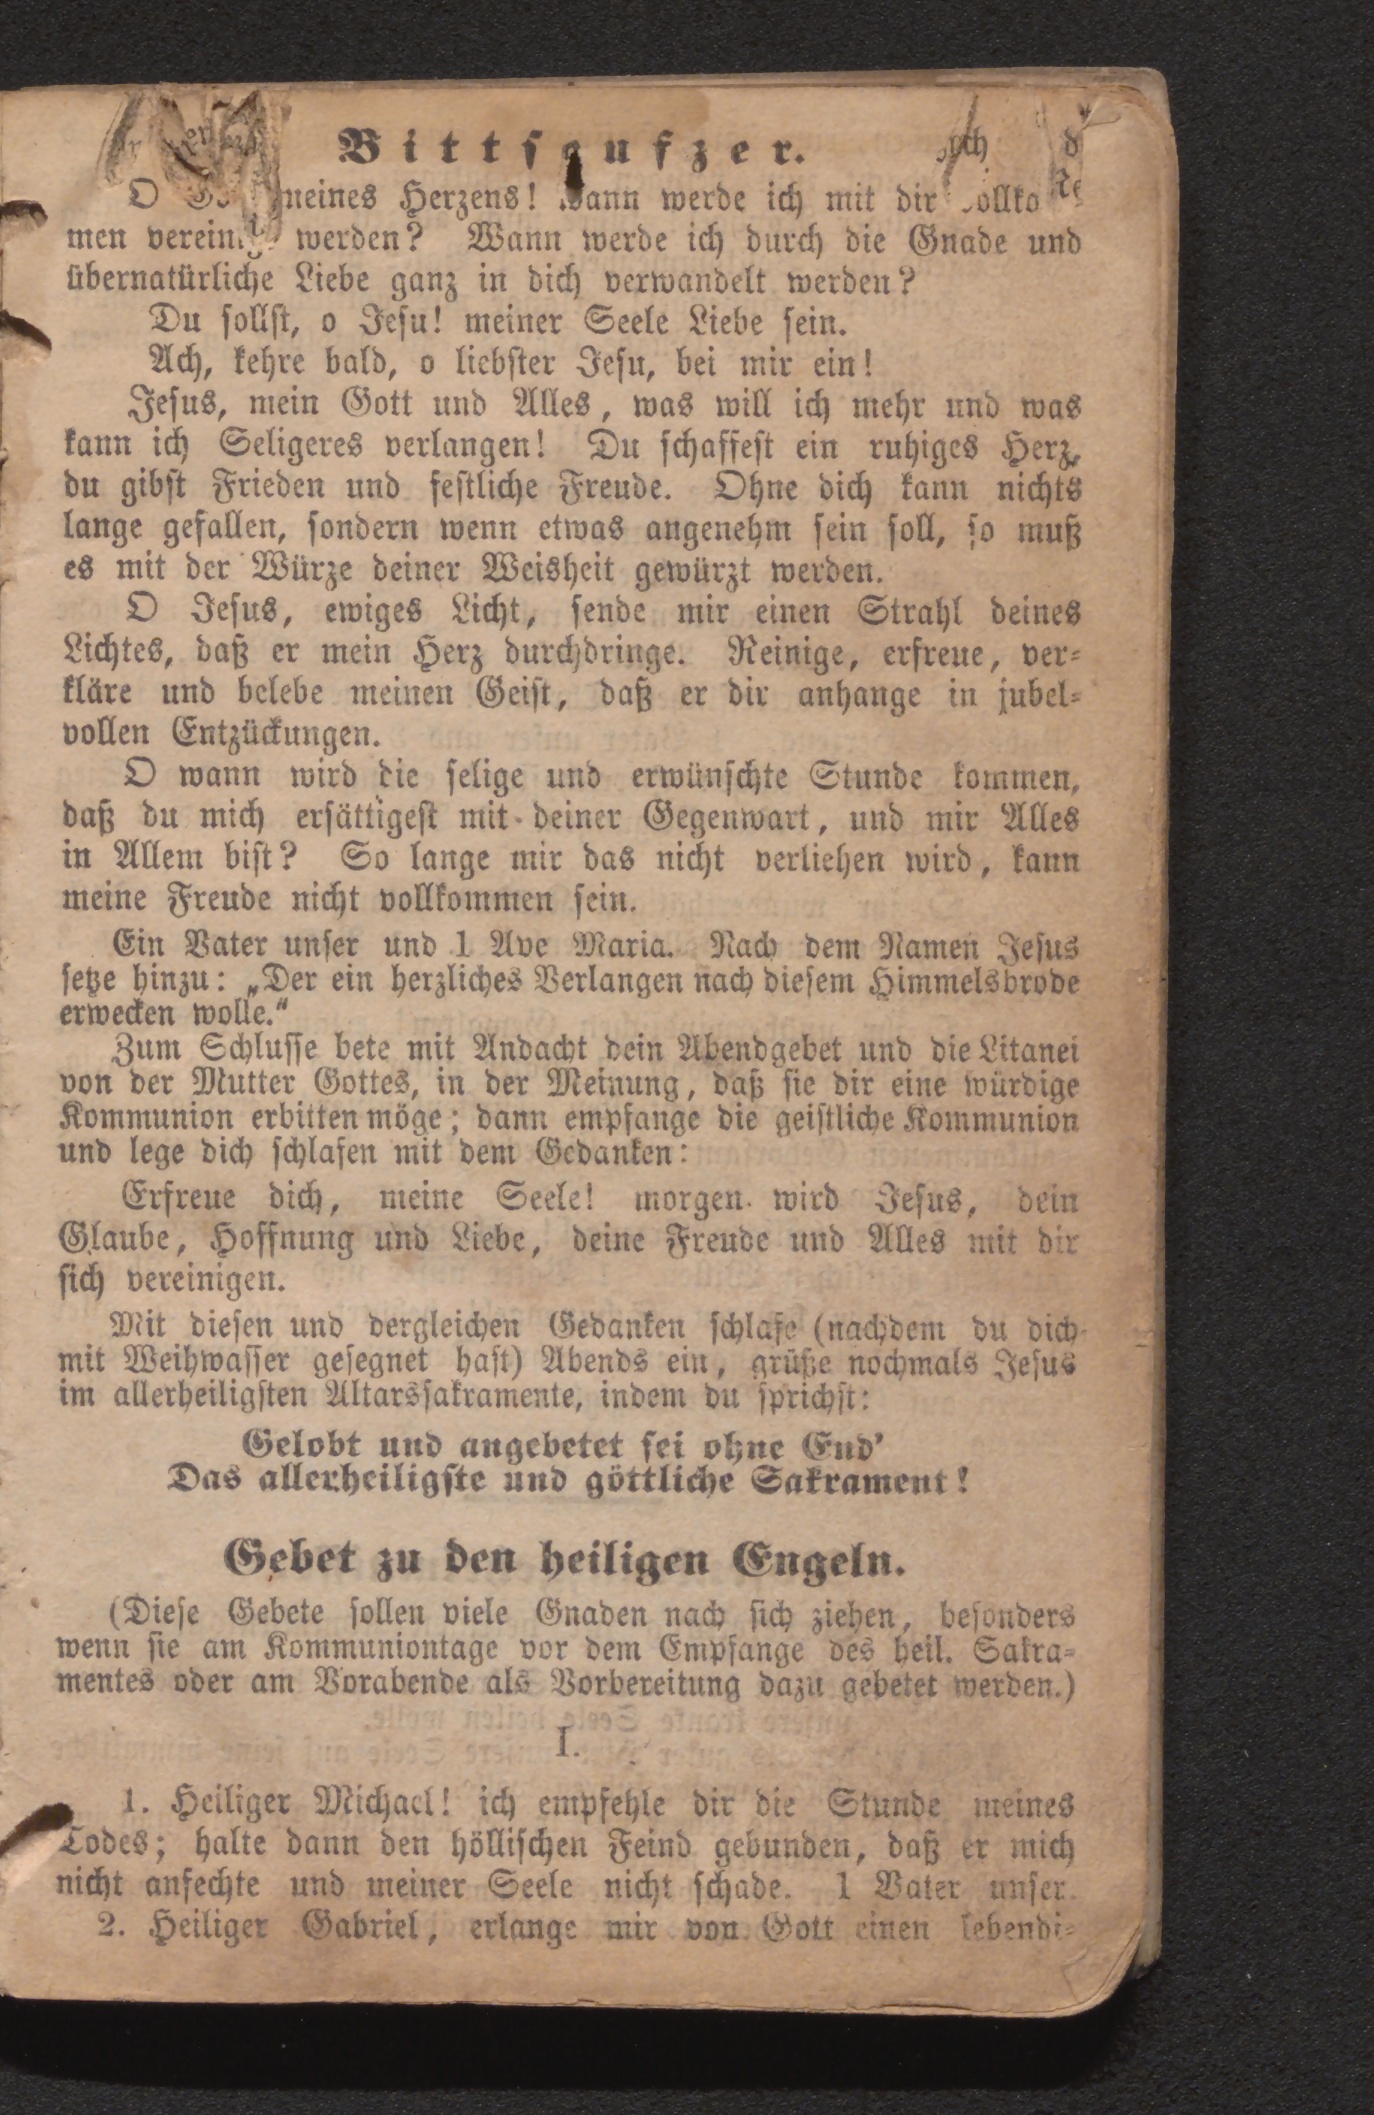 Bittseufzer.
O meines Herzens! Wann werde ich mit dir vollko
men vereinigt werden? Wann werde ich durch die Gnade und
übernatürliche Liebe ganz in dich verwandelt werden?
Du sollst, o Jesu! meiner Seele Liebe sein.
Ach, kehre bald, o liebster Jesu, bei mir ein!
Jesus, mein Gott und Alles, was will ich mehr und was
kann ich Seligeres verlangen! Du schaffest ein ruhiges Herz,
du gibst Frieden und festliche Freude. Ohne dich kann nichts
lange gefallen, sondern wenn etwas angenehm sein soll, so muß
es mit der Würze deiner Weisheit gewürzt werden.
O Jesus, ewiges Licht, sende mir einen Strahl deines
Lichtes, daß er mein Herz durchdringe. Reinige, erfreue, ver-
kläre und belebe meinen Geist, daß er dir anhange in jubel-
vollen Entzückungen.
O wann wird die selige und erwünschte Stunde kommen,
daß du mich ersättigest mit deiner Gegenwart, und mir Alles
in Allem bist? So lange mir das nicht verliehen wird, kann
meine Freude nicht vollkommen sein.
Ein Vater unser und 1 Ave Maria. Nach dem Namen Jesus
setze hinzu: „Der ein herzliches Verlangen nach diesem Himmelsbrode
erwecken wolle.“
Zum Schlusse bete mit Andacht dein Abendgebet und die Litanei
von der Mutter Gottes, in der Meinung, daß sie dir eine würdige
Kommunion erbitten möge; dann empfange die geistliche Kommunion
und lege dich schlafen mit dem Gedanken:
Erfreue dich, meine Seele! morgen wird Jesus, dein
Glaube, Hoffnung und Liebe, deine Freude und Alles mit dir
sich vereinigen.
Mit diesen und dergleichen Gedanken schlafe (nachdem du dich
mit Weihwasser gesegnet hast) Abends ein, grüße nochmals Jesus
im allerheiligsten Altarssakramente, indem du sprichst:
Gelobt und angebetet sei ohne End'
Das allerheiligste und göttliche Sakrament!
Gebet zu den heiligen Engeln.
(Diese Gebete sollen viele Gnaden nach sich ziehen, besonders
wenn sie am Kommuniontage vor dem Empfange des heil. Sakra-
mentes oder am Vorabende als Vorbereitung dazu gebetet werden.)
I.
1. Heiliger Michael! ich empfehle dir die Stunde meines
Todes; halte dann den höllischen Feind gebunden, daß er mich
nicht anfechte und meiner Seele nicht schade. 1 Vater unser.
2. Heiliger Gabriel, erlange mir von Gott einen lebendi-